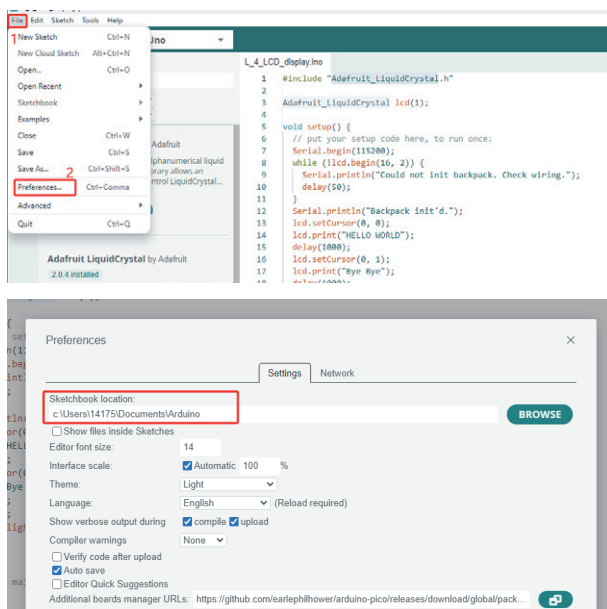 File Edit Sketch Tools Help
1 New Sketch Ctrl+N
New Cloud Sketch Alt+Ctrl+N
Open... Ctrl+O
Open Recent
Sketchbook
Examples
Close Ctrl+W
Save Ctrl+S
Save As... Ctrl+Shift+S
2
Preferences... Ctrl+Comma
Advanced
Quit Ctrl+Q
Adafruit
lphanumerical liquid
rary allows an
ntrol LiquidCrystal...
Adafruit LiquidCrystal by Adafruit
2.0.4 installed
L_4_LCD_display.ino
1 #include "Adafruit_LiquidCrystal.h"
2
3 Adafruit_LiquidCrystal lcd(1);
4
5 void setup() {
6 // put your setup code here, to run once:
7 Serial.begin(115200);
8 while (!lcd.begin(16, 2)) {
9 Serial.println("Could not init backpack. Check wiring.");
10 delay(50);
11 }
12 Serial.println("Backpack init'd.");
13 lcd.setCursor(0, 0);
14 lcd.print("HELLO WORLD");
15 delay(1000);
16 lcd.setCursor(0, 1);
17 lcd.print("Bye Bye");
Preferences
Settings Network
Sketchbook location:
c:\Users\14175\Documents\Arduino
BROWSE
Show files inside Sketches
Editor font size: 14
Interface scale: Automatic 100 %
Theme: Light
Language: English (Reload required)
Show verbose output during compile upload
Compiler warnings None
Verify code after upload
Auto save
Editor Quick Suggestions
Additional boards manager URLs: https://github.com/earlephilhower/arduino-pico/releases/download/global/pack...